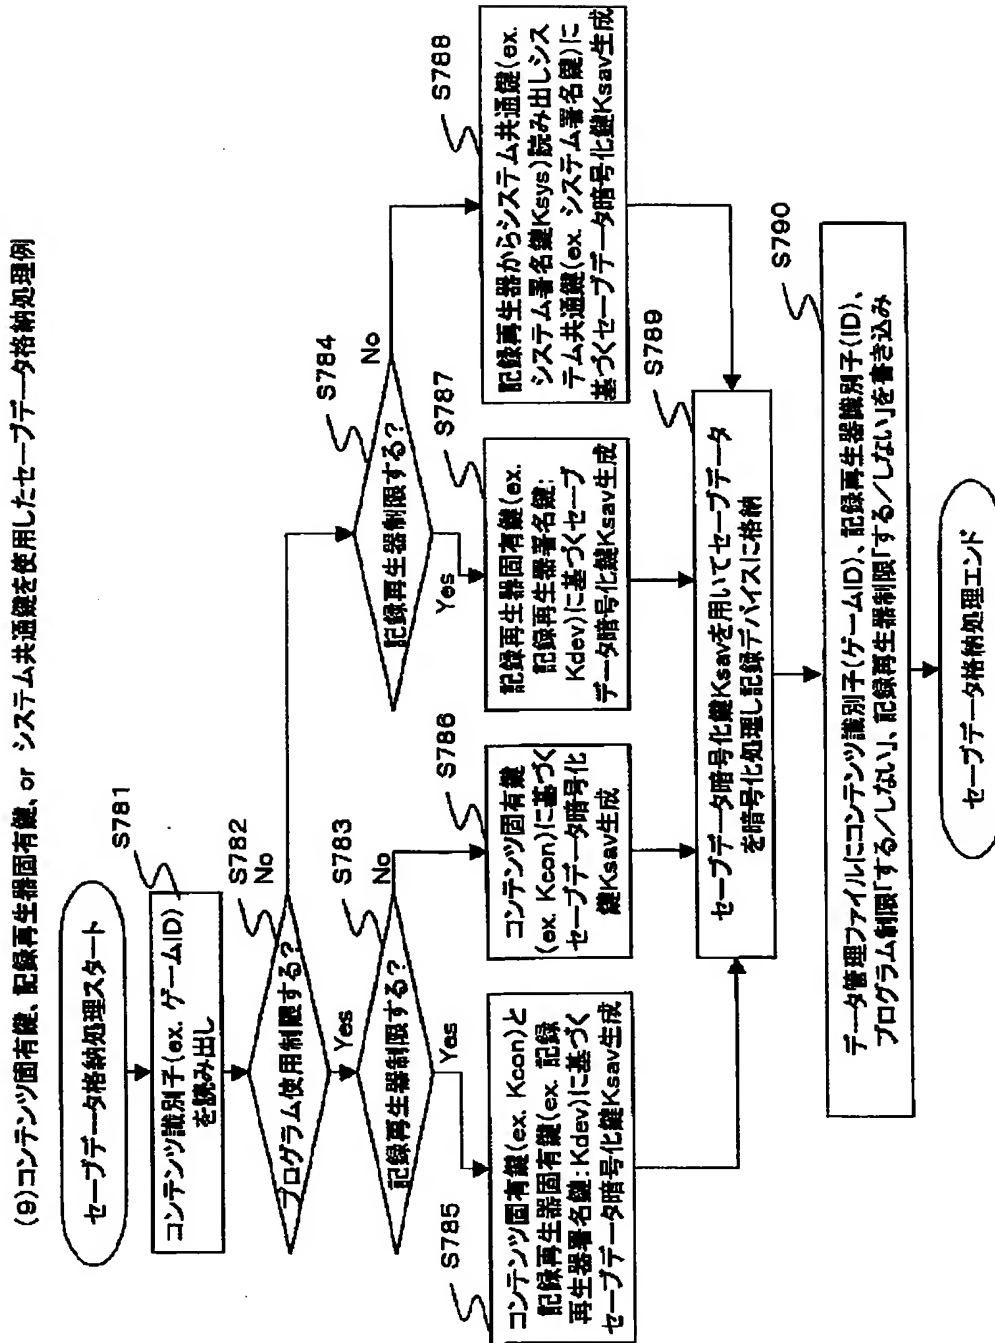 (9)コンテンツ固有鍵、記録再生器固有鍵、or システム共通鍵を使用したセーブデータ格納処理例
セーブデータ格納処理スタート
S781
コンテンツ識別子(ex. ゲームID)
を読み出し
S782
プログラム使用制限する?
No
Yes
S783
記録再生器制限する?
No
Yes
S784
記録再生器制限する?
No
Yes
S785
コンテンツ固有鍵(ex. Kcon)と
記録再生器固有鍵(ex. 記録
再生器署名鍵:Kdev)に基づく
セーブデータ暗号化鍵Ksav生成
S786
コンテンツ固有鍵
(ex. Kcon)に基づく
セーブデータ暗号化
鍵Ksav生成
S787
記録再生器固有鍵(ex.
記録再生器署名鍵:
Kdev)に基づくセーブ
データ暗号化鍵Ksav生成
S788
記録再生器からシステム共通鍵(ex.
システム署名鍵Ksys)読み出しシス
テム共通鍵(ex. システム署名鍵)に
基づくセーブデータ暗号化鍵Ksav生成
S789
セーブデータ暗号化鍵Ksavを用いてセーブデータ
を暗号化処理し記録デバイスに格納
S790
データ管理ファイルにコンテンツ識別子(ゲームID)、記録再生器識別子(ID)、
プログラム制限「する/しない」、記録再生器制限「する/しない」を書き込み
セーブデータ格納処理エンド